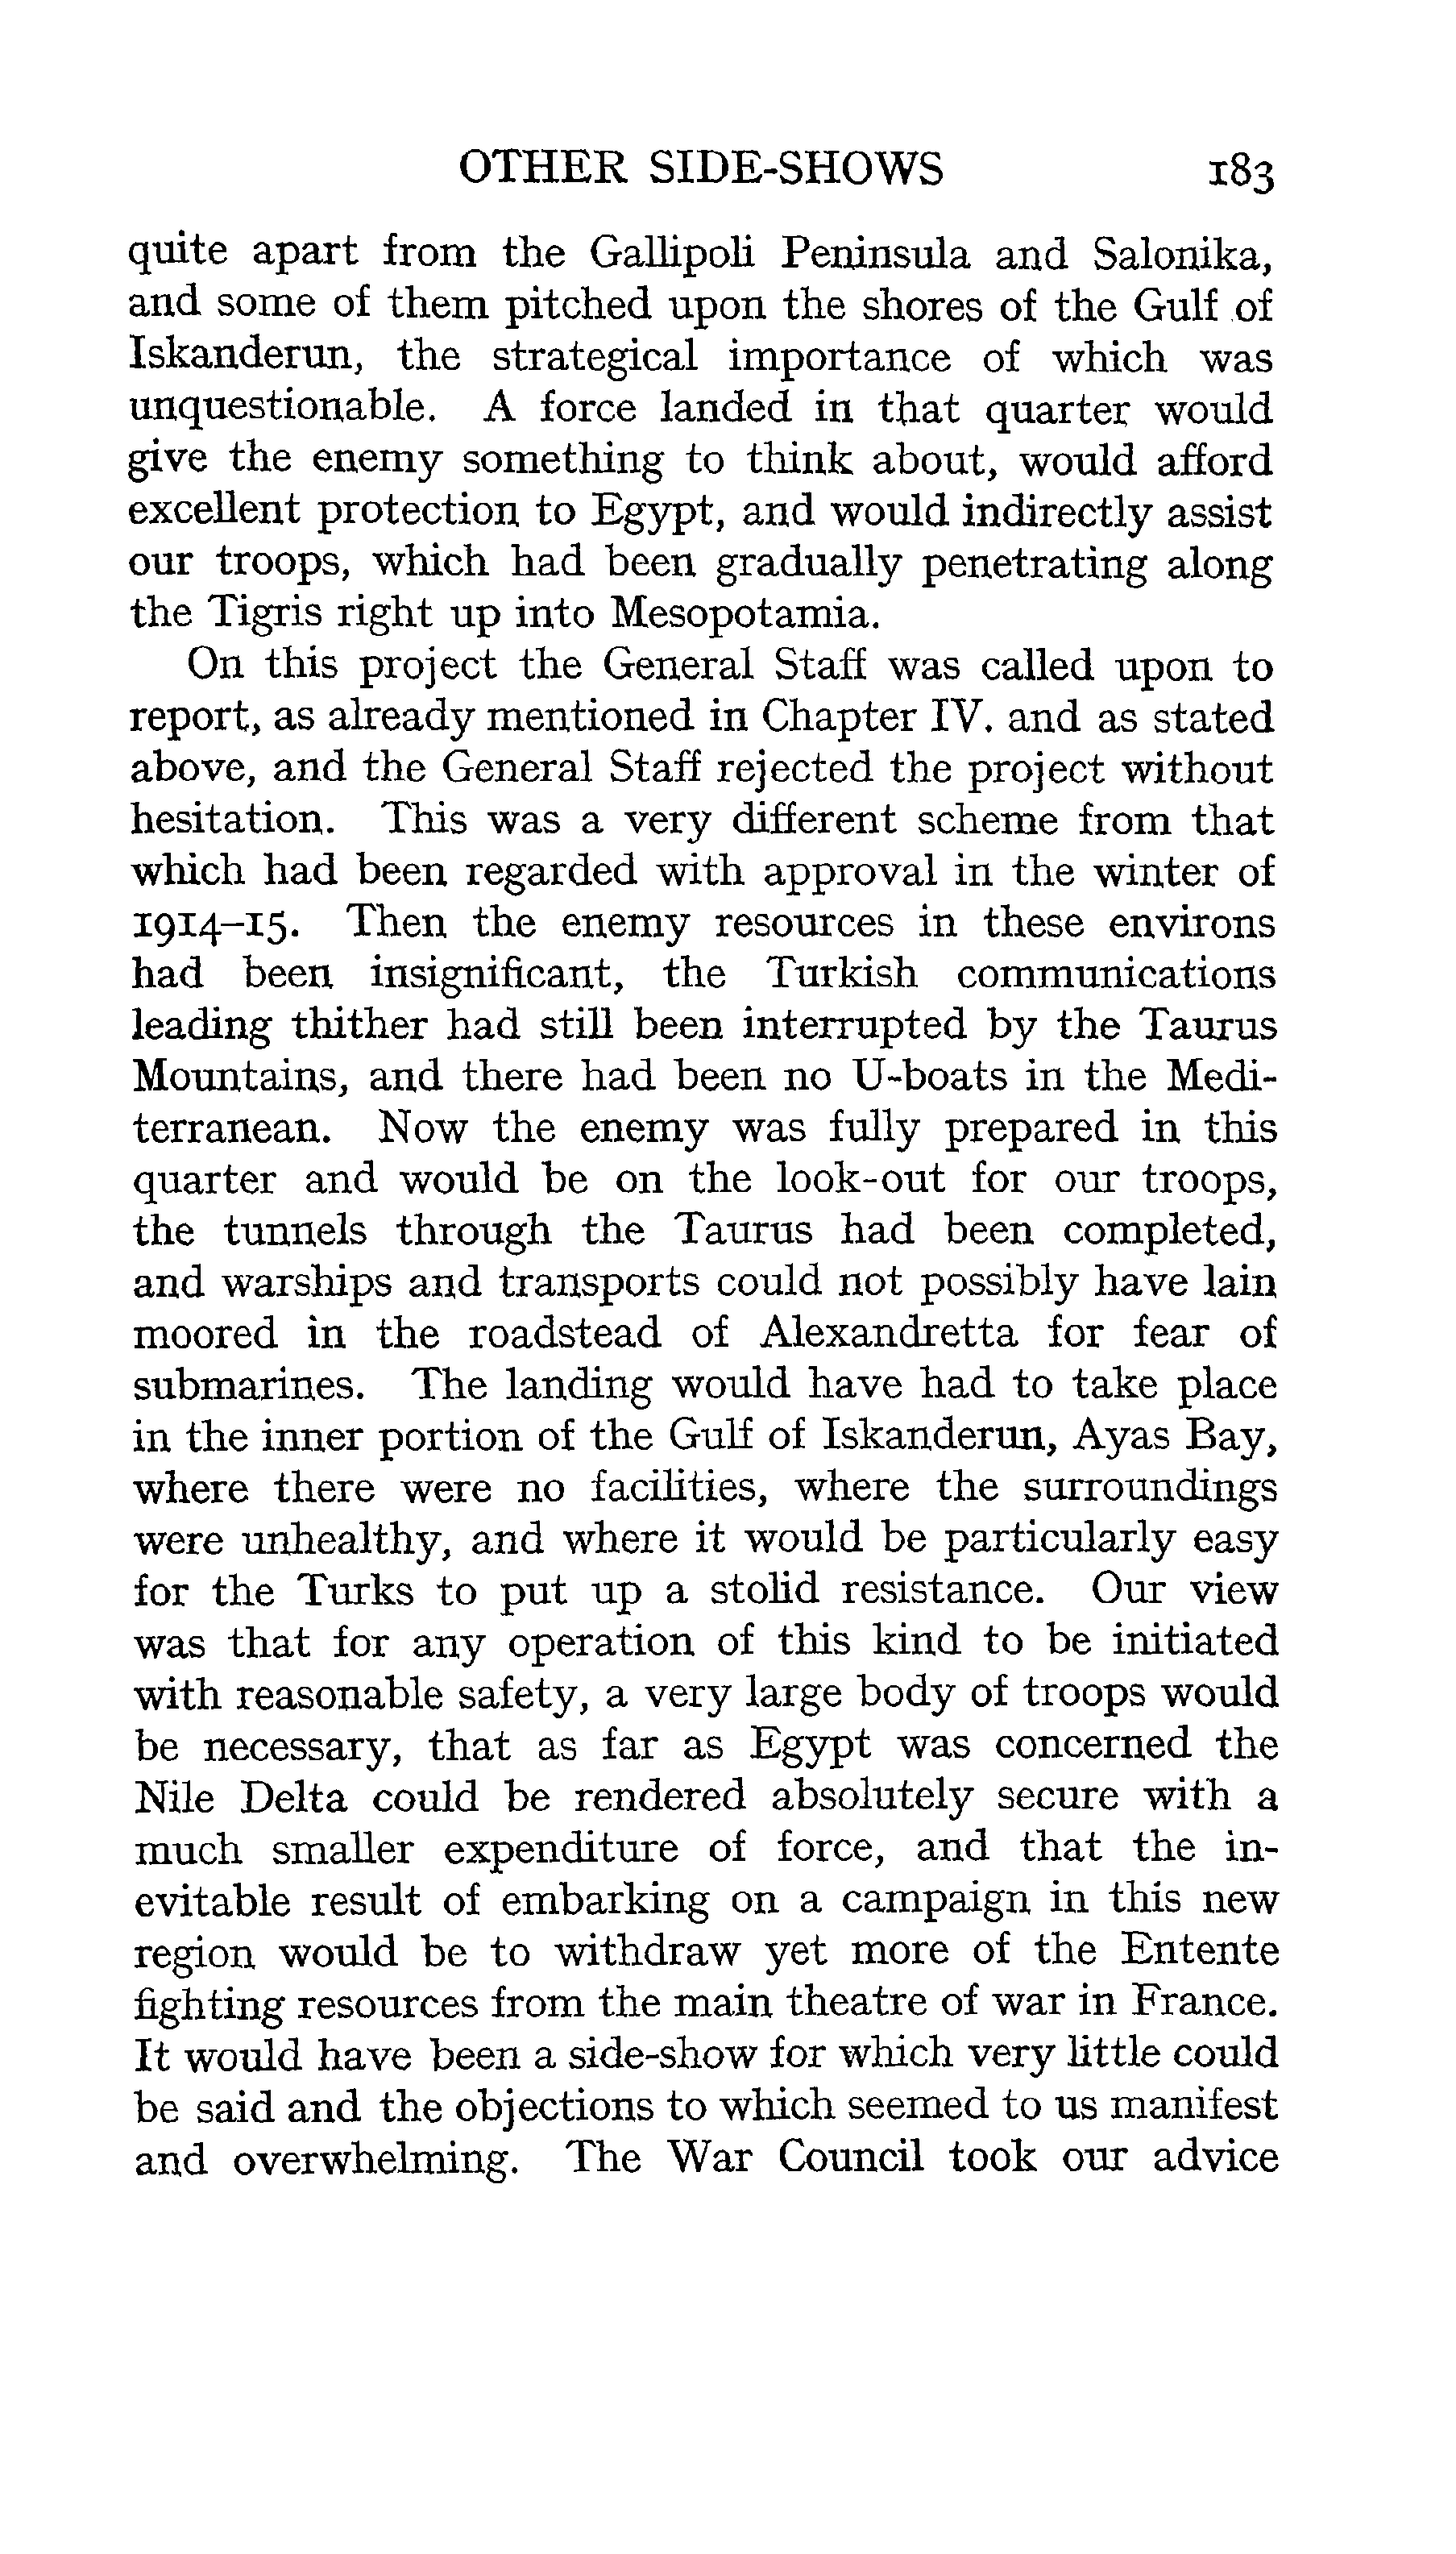 OTHER SIDE-SHOWS 183
quite apart from the Gallipoli Peninsula and Salonika,
and some of them pitched upon the shores of the Gulf of
Iskanderun, the strategical importance of which was
unquestionable. A force landed in that quarter would
give the enemy something to think about, would afford
excellent protection to Egypt, and would indirectly assist
our troops, which had been gradually penetrating along
the Tigris right up into Mesopotamia.
On this project the General Staff was called upon to
report, as already mentioned in Chapter IV. and as stated
above, and the General Staff rejected the project without
hesitation. This was a very different scheme from that
which had been regarded with approval in the winter of
1914–15. Then the enemy resources in these environs
had been insignificant, the Turkish communications
leading thither had still been interrupted by the Taurus
Mountains, and there had been no U-boats in the Medi-
terranean. Now the enemy was fully prepared in this
quarter and would be on the look-out for our troops,
the tunnels through the Taurus had been completed,
and warships and transports could not possibly have lain
moored in the roadstead of Alexandretta for fear of
submarines. The landing would have had to take place
in the inner portion of the Gulf of Iskanderun, Ayas Bay,
where there were no facilities, where the surroundings
were unhealthy, and where it would be particularly easy
for the Turks to put up a stolid resistance. Our view
was that for any operation of this kind to be initiated
with reasonable safety, a very large body of troops would
be necessary, that as far as Egypt was concerned the
Nile Delta could be rendered absolutely secure with a
much smaller expenditure of force, and that the in-
evitable result of embarking on a campaign in this new
region would be to withdraw yet more of the Entente
fighting resources from the main theatre of war in France.
It would have been a side-show for which very little could
be said and the objections to which seemed to us manifest
and overwhelming. The War Council took our advice